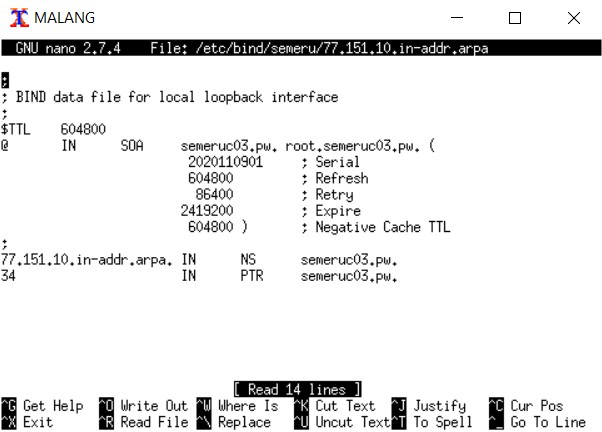 MALANG
GNU nano 2.7.4 File: /etc/bind/semeru/77.151.10.in-addr.arpa
;
; BIND data file for local loopback interface
;
$TTL 604800
@ IN SOA semeruc03.pw. root.semeruc03.pw. (
2020110901 ; Serial
604800 ; Refresh
86400 ; Retry
2419200 ; Expire
604800 ) ; Negative Cache TTL
;
77.151.10.in-addr.arpa. IN NS semeruc03.pw.
34 IN PTR semeruc03.pw.
[ Read 14 lines ]
^G Get Help ^O Write Out ^W Where Is ^K Cut Text ^J Justify ^C Cur Pos
^X Exit ^R Read File ^\ Replace ^U Uncut Text ^T To Spell ^_ Go To Line